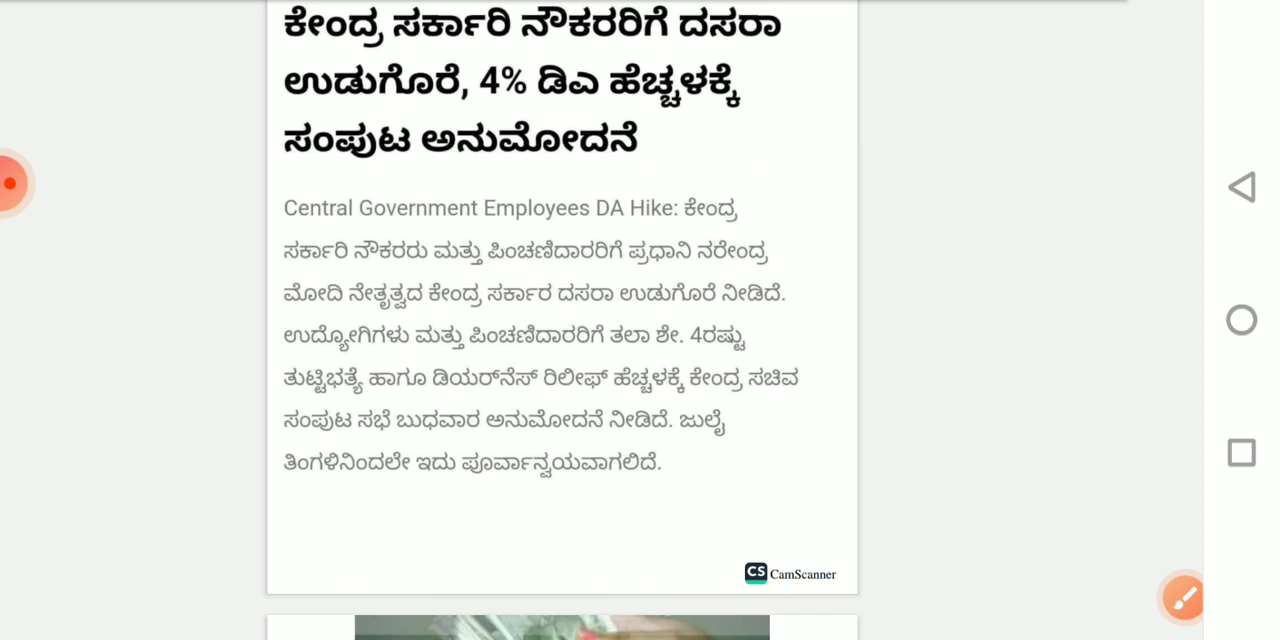 ಕೇಂದ್ರ ಸರ್ಕಾರಿ ನೌಕರರಿಗೆ ದಸರಾ
ಉಡುಗೊರೆ, 4% ಡಿಎ ಹೆಚ್ಚಳಕ್ಕೆ
ಸಂಪುಟ ಅನುಮೋದನೆ
Central Government Employees DA Hike: ಕೇಂದ್ರ
ಸರ್ಕಾರಿ ನೌಕರರು ಮತ್ತು ಪಿಂಚಣಿದಾರರಿಗೆ ಪ್ರಧಾನಿ ನರೇಂದ್ರ
ಮೋದಿ ನೇತೃತ್ವದ ಕೇಂದ್ರ ಸರ್ಕಾರ ದಸರಾ ಉಡುಗೊರೆ ನೀಡಿದೆ.
ಉದ್ಯೋಗಿಗಳು ಮತ್ತು ಪಿಂಚಣಿದಾರರಿಗೆ ತಲಾ ಶೇ. 4ರಷ್ಟು
ತುಟ್ಟಿಭತ್ಯೆ ಹಾಗೂ ಡಿಯರ್‌ನೆಸ್ ರಿಲೀಫ್ ಹೆಚ್ಚಳಕ್ಕೆ ಕೇಂದ್ರ ಸಚಿವ
ಸಂಪುಟ ಸಭೆ ಬುಧವಾರ ಅನುಮೋದನೆ ನೀಡಿದೆ. ಜುಲೈ
ತಿಂಗಳಿನಿಂದಲೇ ಇದು ಪೂರ್ವಾನ್ವಯವಾಗಲಿದೆ.
CS CamScanner